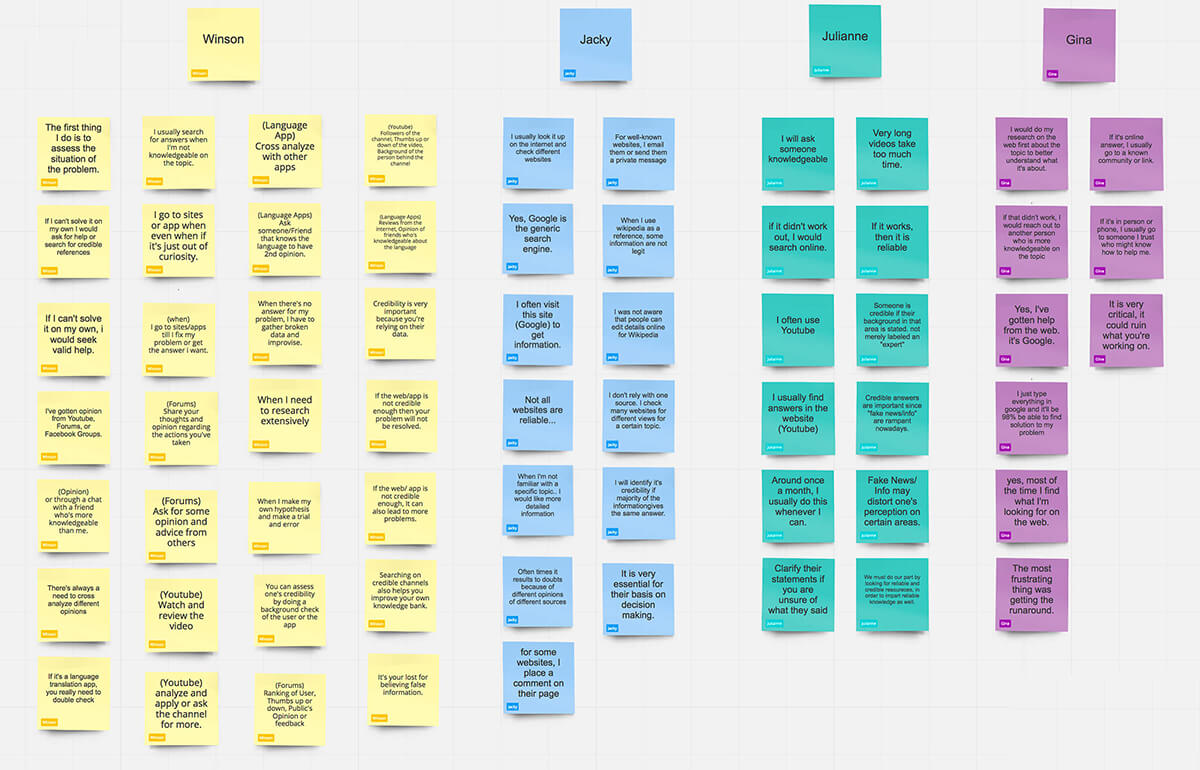 Winson
Winson
The first thing
I do is to
assess the
situation of
the problem.
Winson
I usually search
for answers when
I'm not
knowledgeable on
the topic.
Winson
(Language
App)
Cross analyze
with other
apps
Winson
(Youtube)
Followers of the
channel, Thumbs up or
down of the video,
Background of the
person behind the
channel
Winson
If I can't solve it
on my own I would
ask for help or
search for credible
references
Winson
I go to sites
or app when
even when if
it's just out of
curiosity.
Winson
(Language Apps)
Ask
someone/Friend
that knows the
language to have
2nd opinion.
Winson
(Language Apps)
Reviews from the
internet, Opinion of
friends who's
knowledgeable about
the language
Winson
If I can't solve
it on my own, i
would seek
valid help.
Winson
(when)
I go to sites/apps
till I fix my
problem or get
the answer i want.
Winson
When there's no
answer for my
problem, I have to
gather broken
data and
improvise.
Winson
Credibility is very
important
because you're
relying on their
data.
Winson
I've gotten opinion
from Youtube,
Forums, or
Facebook Groups.
Winson
(Forums)
Share your
thoughts and
opinion regarding
the actions you've
taken
Winson
When I need
to research
extensively
Winson
If the web/app is
not credible
enough then your
problem will not
be resolved.
Winson
(Opinion)
or through a chat
with a friend
who's more
knowledgeable
than me.
Winson
(Forums)
Ask for some
opinion and
advice from
others
Winson
When I make my
own hypothesis
and make a trial
and error
Winson
If the web/ app is
not credible
enough, it can
also lead to more
problems.
Winson
There's always a
need to cross
analyze different
opinions
Winson
(Youtube)
Watch and
review the
video
Winson
You can assess
one's credibility
by doing a
background check
of the user or the
app
Winson
Searching on
credible channels
also helps you
improve your own
knowledge bank.
Winson
If it's a language
translation app,
you really need to
double check
Winson
(Youtube)
analyze and
apply or ask
the channel
for more.
Winson
(Forums)
Ranking of User,
Thumbs up or
down, Public's
Opinion or
feedback
Winson
It's your lost for
believing false
information.
Winson
Jacky
Jacky
I usually look it up
on the internet and
check different
websites
Jacky
For well-known
websites, I email
them or send them
a private message
Jacky
Yes, Google is
the generic
search
engine.
Jacky
When I use
wikipedia as a
reference, some
information are not
legit
Jacky
I often visit
this site
(Google) to
get
information.
Jacky
I was not aware
that people can
edit details online
for Wikipedia
Jacky
Not all
websites are
reliable...
Jacky
I don't rely with
one source. I check
many websites for
different views for
a certain topic.
Jacky
When I'm not
familiar with a
specific topic.. I
would like more
detailed
information
Jacky
I will identify it's
credibility if
majority of the
informationgives
the same answer.
Jacky
Often times it
results to doubts
because of
different opinions
of different sources
Jacky
It is very
essential for
their basis on
decision
making.
Jacky
for some
websites, I
place a
comment on
their page
Jacky
Julianne
Julianne
I will ask
someone
knowledgeable
Julianne
Very long
videos take
too much
time.
Julianne
if it didn't work
out, I would
search online.
Julianne
If it works,
then it is
reliable
Julianne
I often use
Youtube
Julianne
Someone is
credible if their
background in that
area is stated. not
merely labeled an
"expert"
Julianne
I usually find
answers in the
website
(Youtube)
Julianne
Credible answers
are important since
"fake news/info"
are rampant
nowadays.
Julianne
Around once
a month, I
usually do this
whenever I
can.
Julianne
Fake News/
Info may
distort one's
perception on
certain areas.
Julianne
Clarify their
statements if
you are
unsure of
what they said
Julianne
We must do our part by
looking for reliable and
credible resoureces, in
order to impart reliable
knowledge as well.
Julianne
Gina
Gina
I would do my
research on the
web first about the
topic to better
understand what
it's about.
Gina
If it's online
answer, I usually
go to a known
community or link.
Gina
If that didn't work, I
would reach out to
another person
who is more
knowledgeable on
the topic
Gina
If it's in person or
phone, I usually go
to someone I trust
who might know
how to help me.
Gina
Yes, I've
gotten help
from the web.
it's Google.
Gina
It is very
critical, it
could ruin
what you're
working on.
Gina
I just type
everything in
google and it'll be
98% be able to find
solution to my
problem
Gina
yes, most of
the time I find
what I'm
looking for on
the web.
Gina
The most
frustrating
thing was
getting the
runaround.
Gina